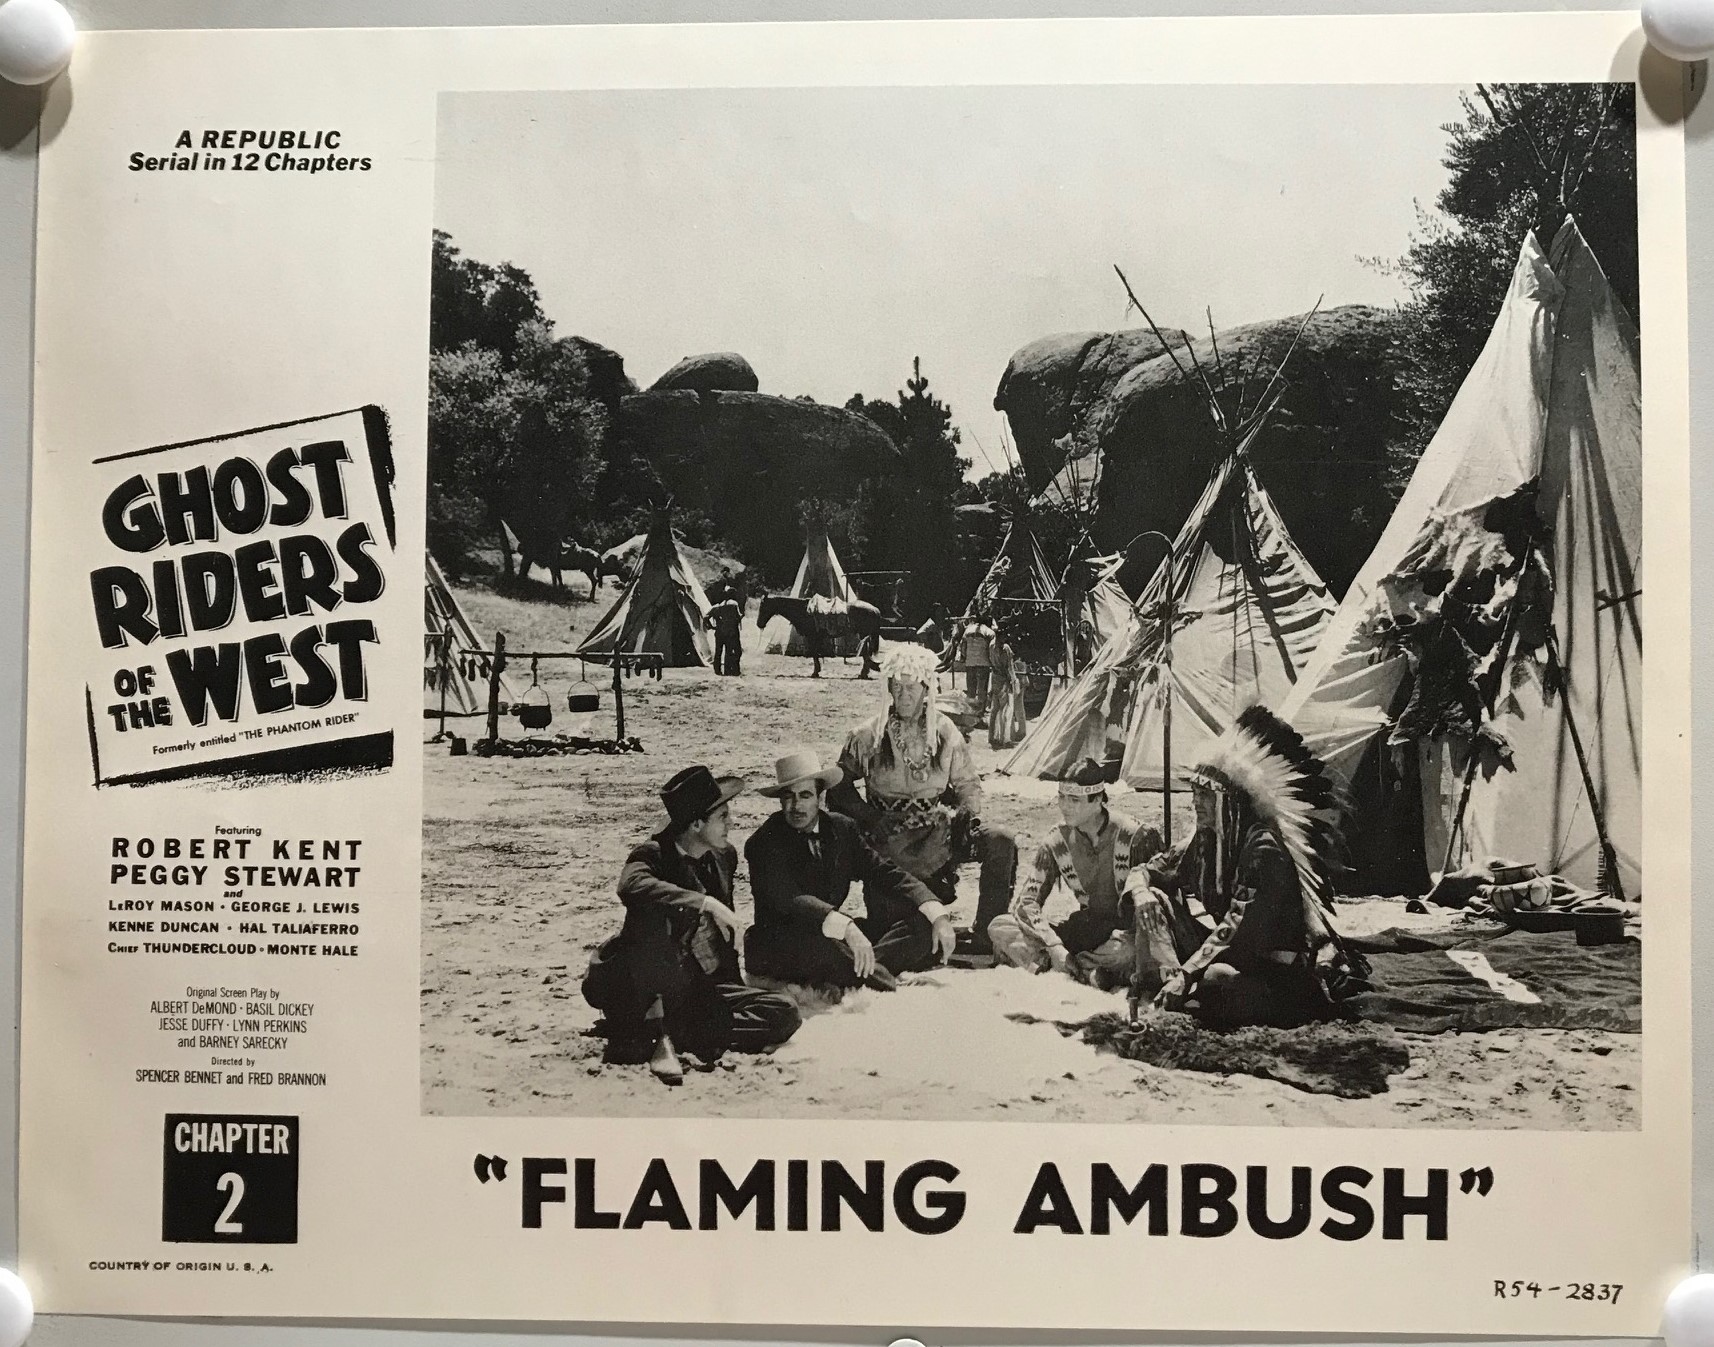 A REPUBLIC
Serial in 12 Chapters
GHOST
RIDERS
OF
THE WEST
Formerly entitled "THE PHANTOM RIDER"
Featuring
ROBERT KENT
PEGGY STEWART
and
LeROY MASON • GEORGE J. LEWIS
KENNE DUNCAN • HAL TALIAFERRO
Chief THUNDERCLOUD • MONTE HALE
Original Screen Play by
ALBERT DeMOND • BASIL DICKEY
JESSE DUFFY • LYNN PERKINS
and BARNEY SARECKY
Directed by
SPENCER BENNET and FRED BRANNON
CHAPTER
2
COUNTRY OF ORIGIN U. S. A.
"FLAMING AMBUSH"
R54-2837